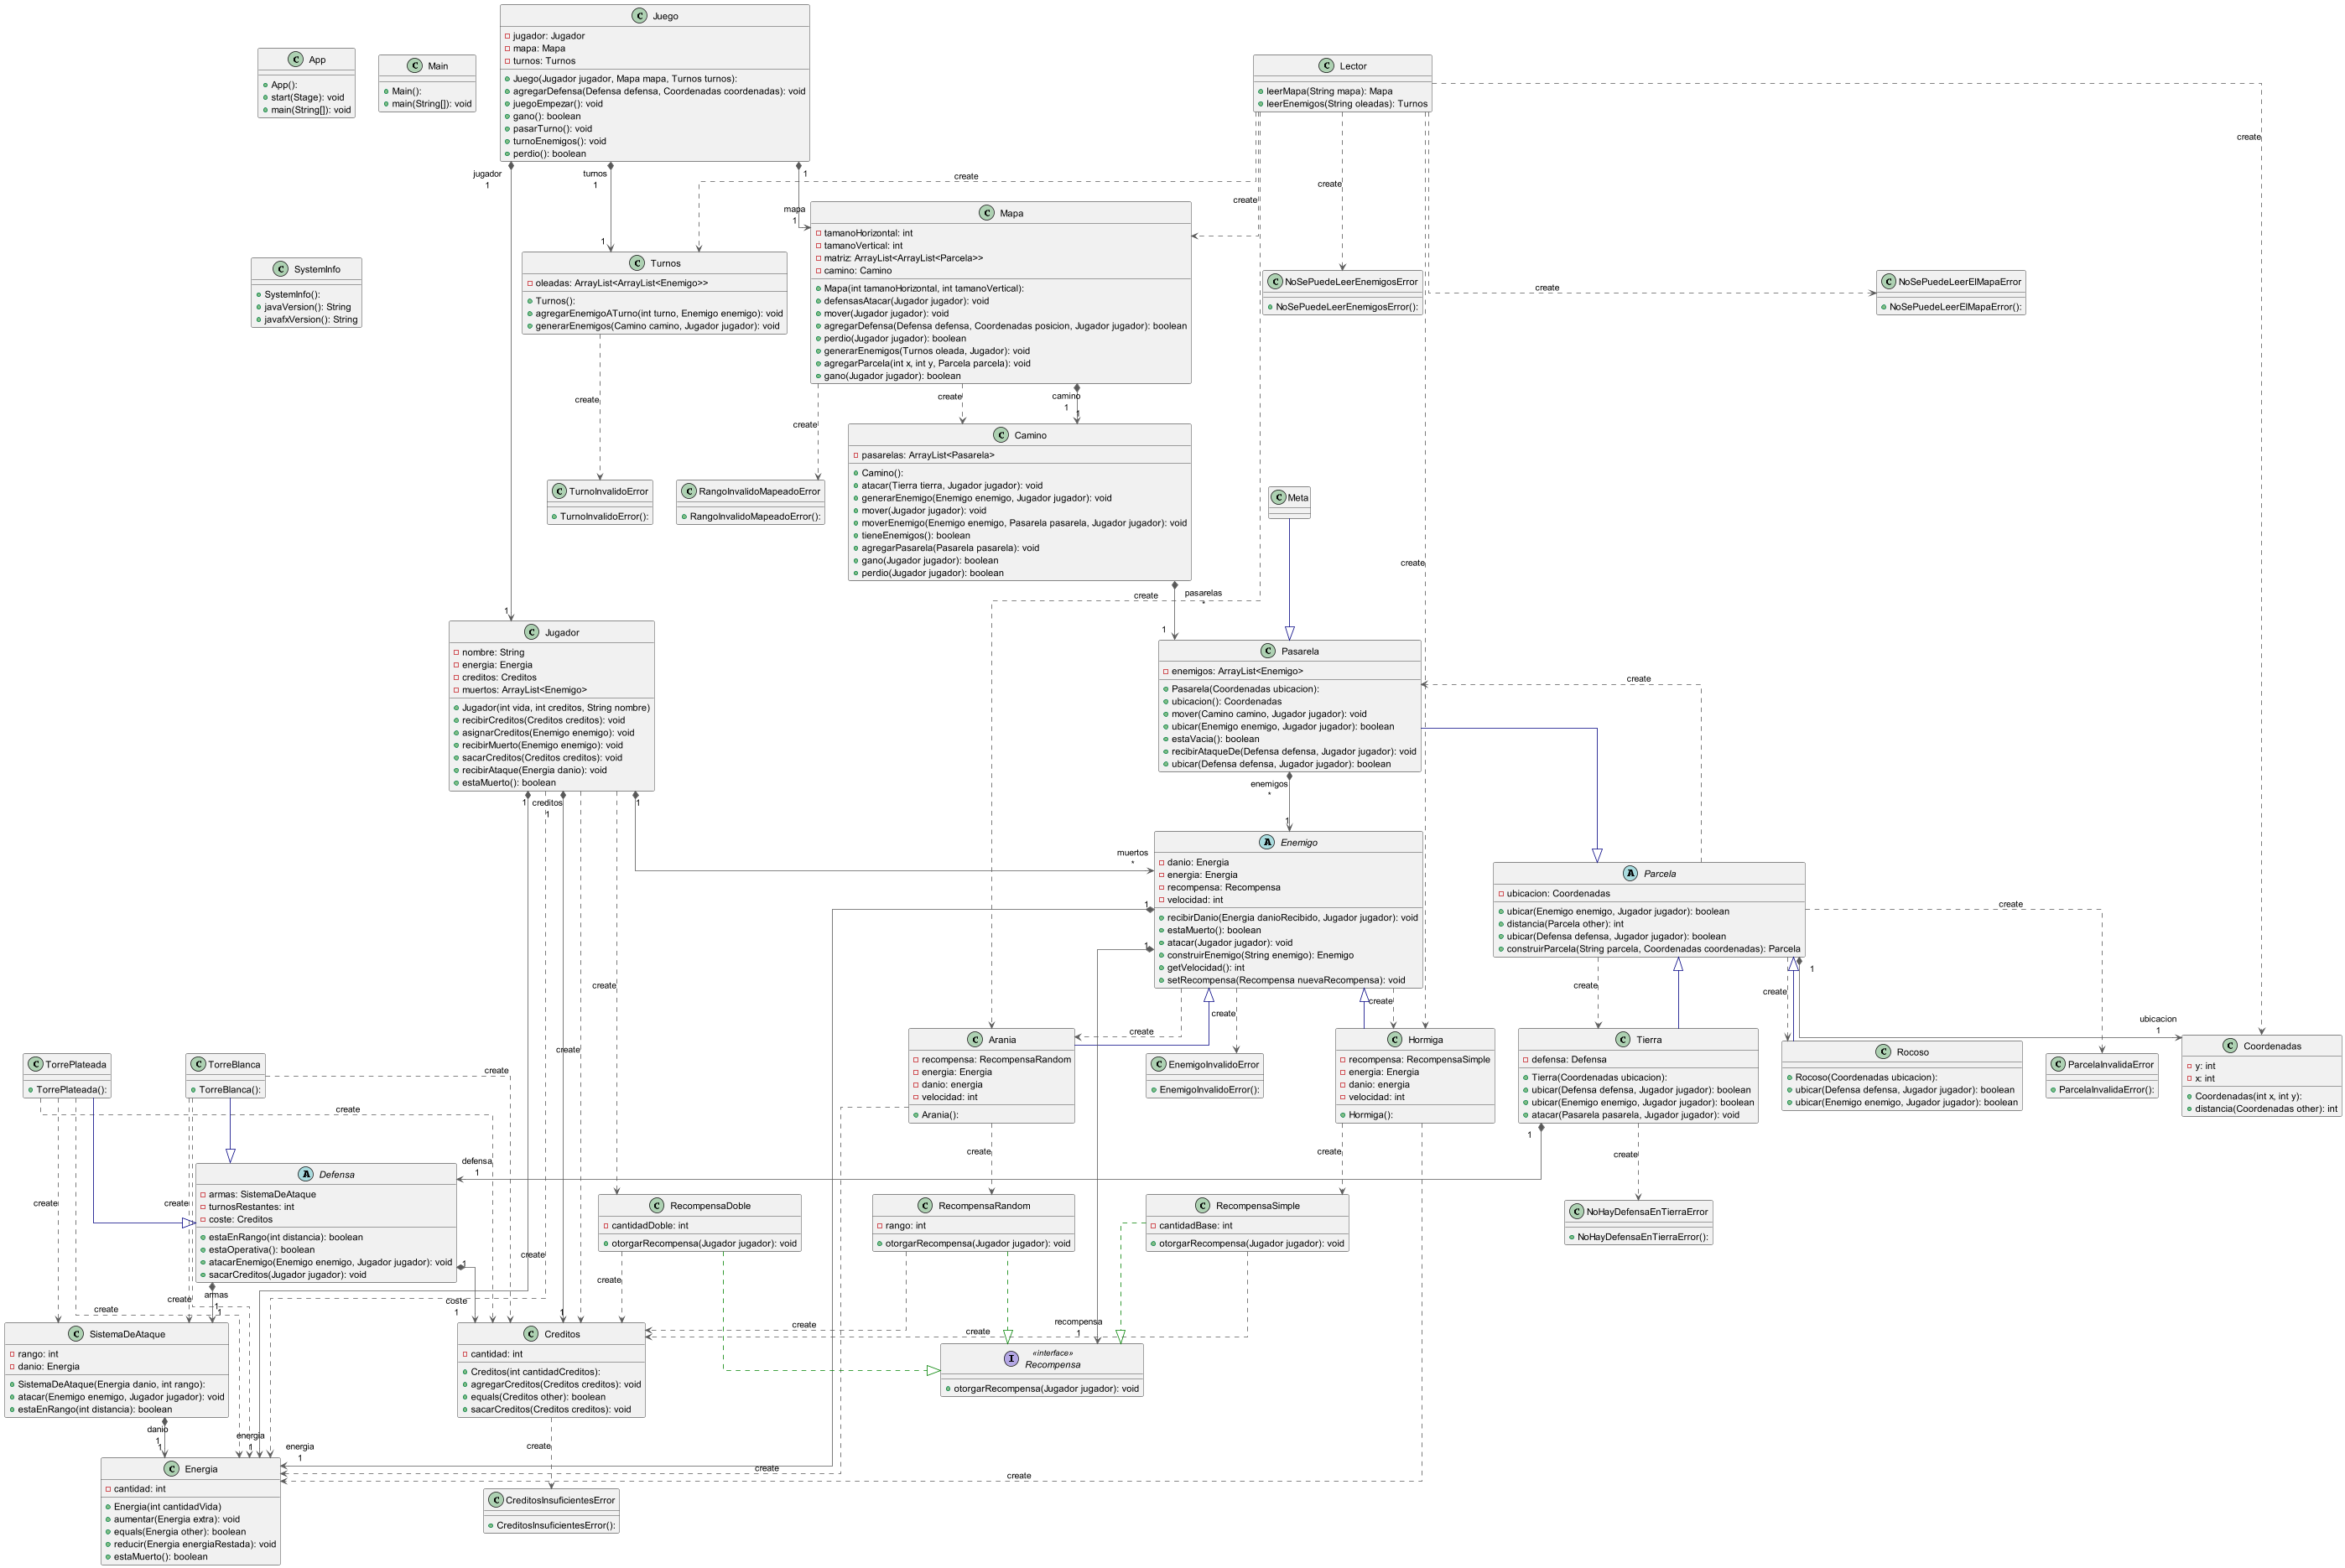 Juego
jugador: Jugador
mapa: Mapa
turnos: Turnos
Juego(Jugador jugador, Mapa mapa, Turnos turnos):
agregarDefensa(Defensa defensa, Coordenadas coordenadas): void
juegoEmpezar(): void
gano(): boolean
pasarTurno(): void
turnoEnemigos(): void
perdio(): boolean
App
App():
start(Stage): void
main(String[]): void
Main
Main():
main(String[]): void
Lector
leerMapa(String mapa): Mapa
leerEnemigos(String oleadas): Turnos
create
jugador
1
turnos
1
1
create
create
create
mapa
1
1
SystemInfo
SystemInfo():
javaVersion(): String
javafxVersion(): String
Turnos
oleadas: ArrayList<ArrayList<Enemigo>>
Turnos():
agregarEnemigoATurno(int turno, Enemigo enemigo): void
generarEnemigos(Camino camino, Jugador jugador): void
Mapa
tamanoHorizontal: int
tamanoVertical: int
matriz: ArrayList<ArrayList<Parcela>>
camino: Camino
Mapa(int tamanoHorizontal, int tamanoVertical):
defensasAtacar(Jugador jugador): void
mover(Jugador jugador): void
agregarDefensa(Defensa defensa, Coordenadas posicion, Jugador jugador): boolean
perdio(Jugador jugador): boolean
generarEnemigos(Turnos oleada, Jugador): void
agregarParcela(int x, int y, Parcela parcela): void
gano(Jugador jugador): boolean
NoSePuedeLeerEnemigosError
NoSePuedeLeerEnemigosError():
create
NoSePuedeLeerElMapaError
NoSePuedeLeerElMapaError():
create
create
create
camino
1
1
TurnoInvalidoError
TurnoInvalidoError():
RangoInvalidoMapeadoError
RangoInvalidoMapeadoError():
Camino
pasarelas: ArrayList<Pasarela>
Camino():
atacar(Tierra tierra, Jugador jugador): void
generarEnemigo(Enemigo enemigo, Jugador jugador): void
mover(Jugador jugador): void
moverEnemigo(Enemigo enemigo, Pasarela pasarela, Jugador jugador): void
tieneEnemigos(): boolean
agregarPasarela(Pasarela pasarela): void
gano(Jugador jugador): boolean
perdio(Jugador jugador): boolean
Meta
create
create
pasarelas
*
1
1
Jugador
nombre: String
energia: Energia
creditos: Creditos
muertos: ArrayList<Enemigo>
Jugador(int vida, int creditos, String nombre)
recibirCreditos(Creditos creditos): void
asignarCreditos(Enemigo enemigo): void
recibirMuerto(Enemigo enemigo): void
sacarCreditos(Creditos creditos): void
recibirAtaque(Energia danio): void
estaMuerto(): boolean
Pasarela
enemigos: ArrayList<Enemigo>
Pasarela(Coordenadas ubicacion):
ubicacion(): Coordenadas
mover(Camino camino, Jugador jugador): void
ubicar(Enemigo enemigo, Jugador jugador): boolean
estaVacia(): boolean
recibirAtaqueDe(Defensa defensa, Jugador jugador): void
ubicar(Defensa defensa, Jugador jugador): boolean
create
1
creditos
1
1
enemigos
*
1
muertos
*
Enemigo
danio: Energia
energia: Energia
recompensa: Recompensa
velocidad: int
recibirDanio(Energia danioRecibido, Jugador jugador): void
estaMuerto(): boolean
atacar(Jugador jugador): void
construirEnemigo(String enemigo): Enemigo
getVelocidad(): int
setRecompensa(Recompensa nuevaRecompensa): void
1
1
Parcela
ubicacion: Coordenadas
ubicar(Enemigo enemigo, Jugador jugador): boolean
distancia(Parcela other): int
ubicar(Defensa defensa, Jugador jugador): boolean
construirParcela(String parcela, Coordenadas coordenadas): Parcela
create
create
create
create
create
create
create
create
1
ubicacion
1
TorrePlateada
TorrePlateada():
TorreBlanca
TorreBlanca():
Arania
recompensa: RecompensaRandom
energia: Energia
danio: energia
velocidad: int
Arania():
EnemigoInvalidoError
EnemigoInvalidoError():
Hormiga
recompensa: RecompensaSimple
energia: Energia
danio: energia
velocidad: int
Hormiga():
Tierra
defensa: Defensa
Tierra(Coordenadas ubicacion):
ubicar(Defensa defensa, Jugador jugador): boolean
ubicar(Enemigo enemigo, Jugador jugador): boolean
atacar(Pasarela pasarela, Jugador jugador): void
Rocoso
Rocoso(Coordenadas ubicacion):
ubicar(Defensa defensa, Jugador jugador): boolean
ubicar(Enemigo enemigo, Jugador jugador): boolean
ParcelaInvalidaError
ParcelaInvalidaError():
Coordenadas
y: int
x: int
Coordenadas(int x, int y):
distancia(Coordenadas other): int
create
create
create
create
create
create
create
create
1
defensa
1
Defensa
armas: SistemaDeAtaque
turnosRestantes: int
coste: Creditos
estaEnRango(int distancia): boolean
estaOperativa(): boolean
atacarEnemigo(Enemigo enemigo, Jugador jugador): void
sacarCreditos(Jugador jugador): void
RecompensaDoble
cantidadDoble: int
otorgarRecompensa(Jugador jugador): void
RecompensaRandom
rango: int
otorgarRecompensa(Jugador jugador): void
RecompensaSimple
cantidadBase: int
otorgarRecompensa(Jugador jugador): void
NoHayDefensaEnTierraError
NoHayDefensaEnTierraError():
create
create
create
create
create
create
armas
1
1
1
coste
1
1
recompensa
1
SistemaDeAtaque
rango: int
danio: Energia
SistemaDeAtaque(Energia danio, int rango):
atacar(Enemigo enemigo, Jugador jugador): void
estaEnRango(int distancia): boolean
Creditos
cantidad: int
Creditos(int cantidadCreditos):
agregarCreditos(Creditos creditos): void
equals(Creditos other): boolean
sacarCreditos(Creditos creditos): void
«interface»
Recompensa
otorgarRecompensa(Jugador jugador): void
danio
1
1
energia
1
energia
1
create
create
create
Energia
cantidad: int
Energia(int cantidadVida)
aumentar(Energia extra): void
equals(Energia other): boolean
reducir(Energia energiaRestada): void
estaMuerto(): boolean
CreditosInsuficientesError
CreditosInsuficientesError():